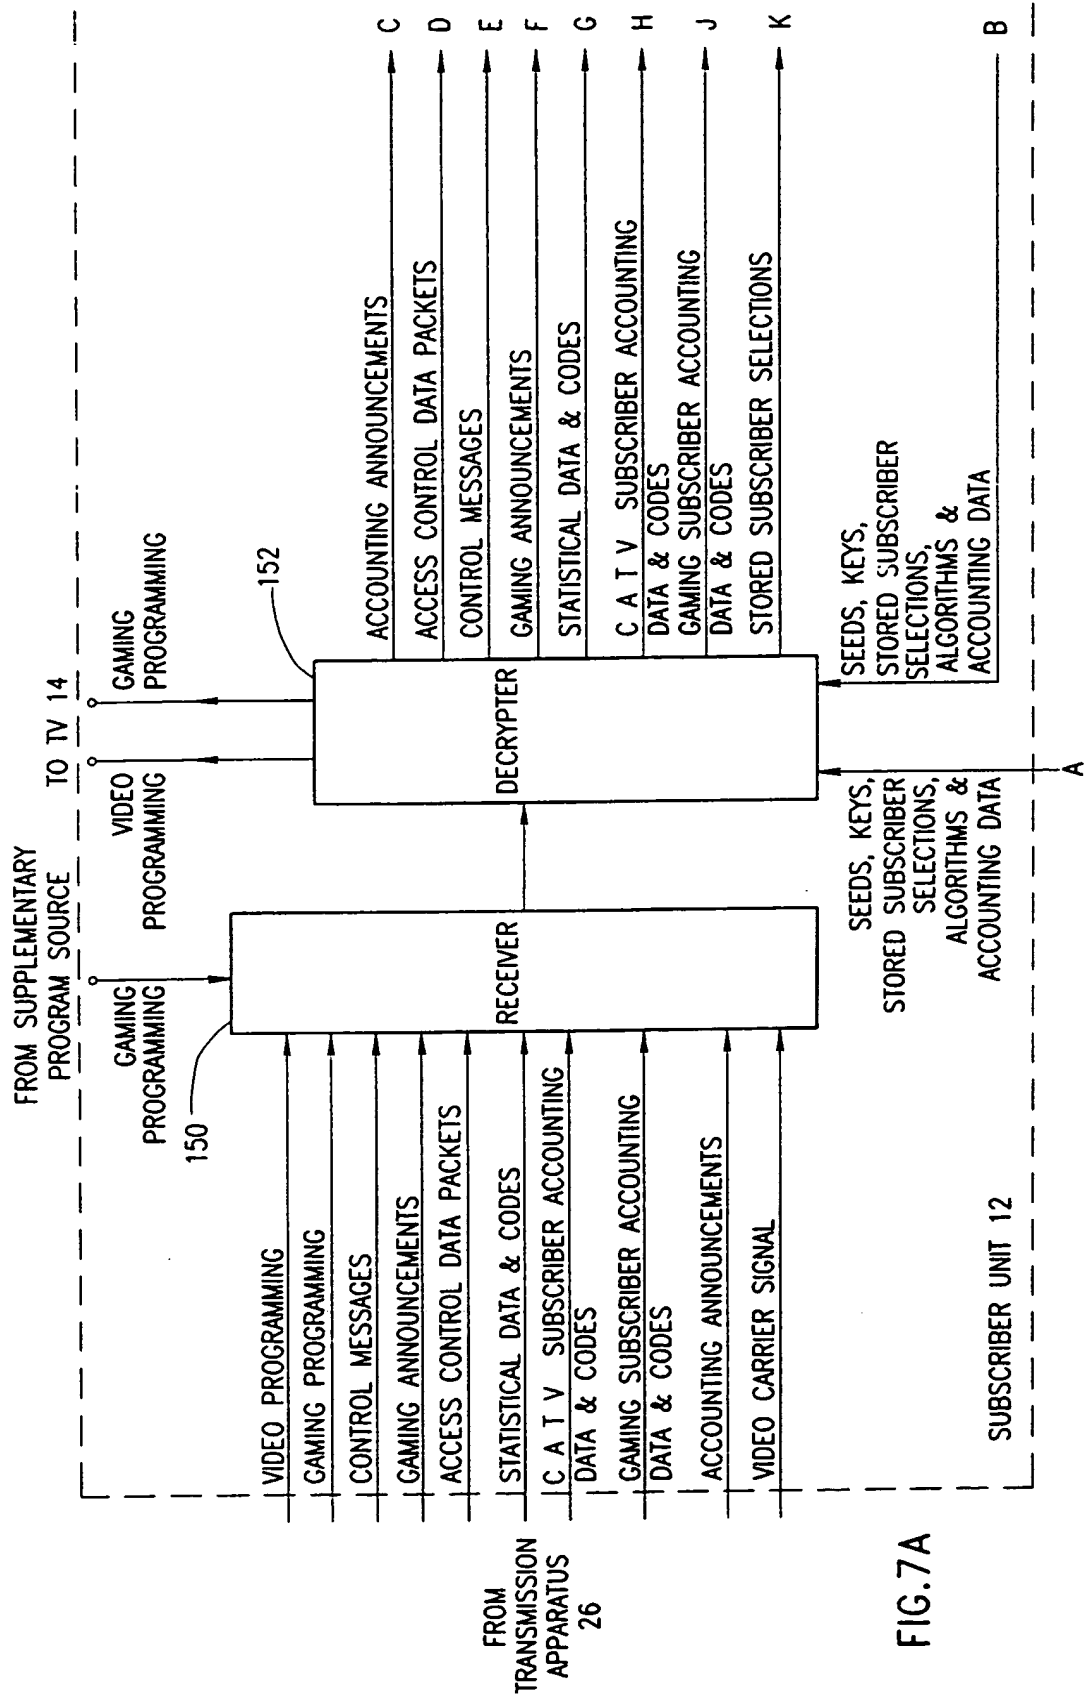 FROM SUPPLEMENTARY
PROGRAM SOURCE
TO TV 14
GAMING
PROGRAMMING
VIDEO
PROGRAMMING
GAMING
PROGRAMMING
150
152
FROM
TRANSMISSION
APPARATUS
26
VIDEO PROGRAMMING
GAMING PROGRAMMING
CONTROL MESSAGES
GAMING ANNOUNCEMENTS
ACCESS CONTROL DATA PACKETS
STATISTICAL DATA & CODES
C A T V SUBSCRIBER ACCOUNTING
DATA & CODES
GAMING SUBSCRIBER ACCOUNTING
DATA & CODES
ACCOUNTING ANNOUNCEMENTS
VIDEO CARRIER SIGNAL
RECEIVER
DECRYPTER
ACCOUNTING ANNOUNCEMENTS
C
ACCESS CONTROL DATA PACKETS
D
CONTROL MESSAGES
E
GAMING ANNOUNCEMENTS
F
STATISTICAL DATA & CODES
G
C A T V SUBSCRIBER ACCOUNTING
DATA & CODES
H
GAMING SUBSCRIBER ACCOUNTING
DATA & CODES
J
STORED SUBSCRIBER SELECTIONS
K
SEEDS, KEYS,
STORED SUBSCRIBER
SELECTIONS,
ALGORITHMS &
ACCOUNTING DATA
A
SEEDS, KEYS,
STORED SUBSCRIBER
SELECTIONS,
ALGORITHMS &
ACCOUNTING DATA
B
SUBSCRIBER UNIT 12
FIG.7A